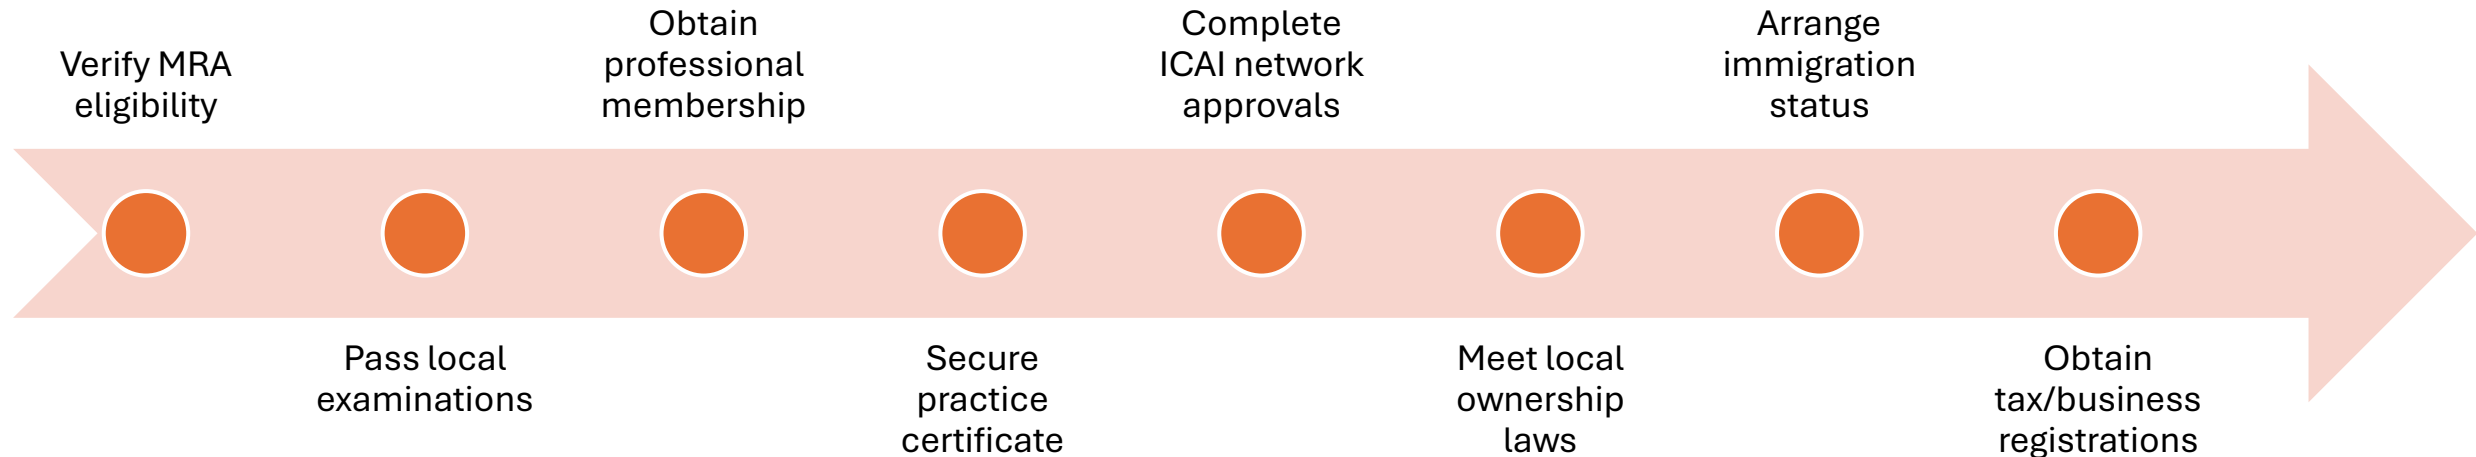 Verify MRA
eligibility
Pass local
examinations
Obtain
professional
membership
Secure
practice
certificate
Complete
ICAI network
approvals
Meet local
ownership
laws
Arrange
immigration
status
Obtain
tax/business
registrations